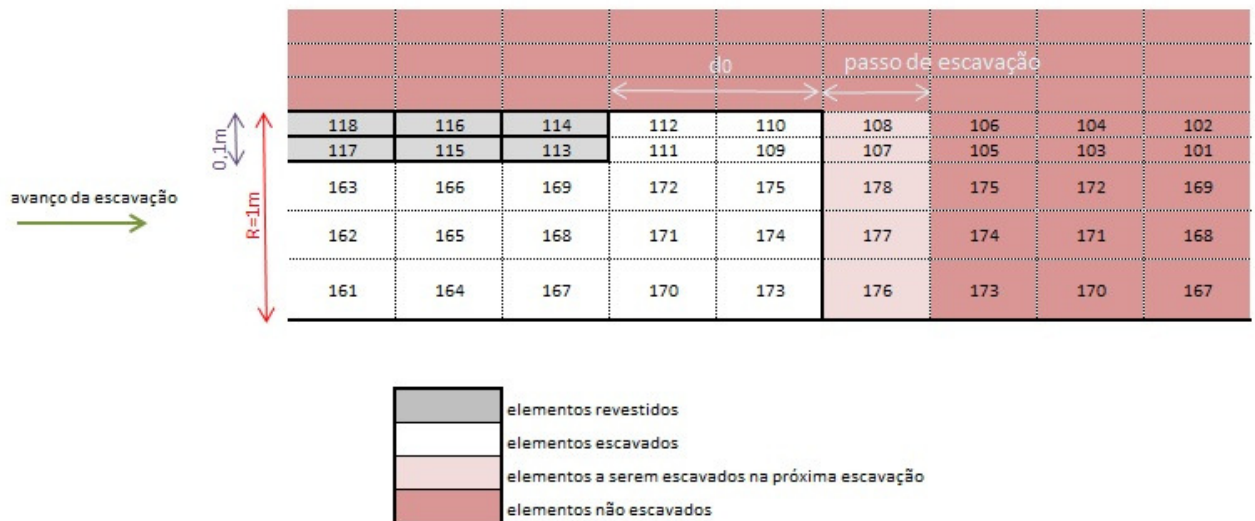 d0 passo de escavação
118 116 114 112 110 108 106 104 102
117 115 113 111 109 107 105 103 101
0,1m
163 166 169 172 175 178 175 172 169
avanço da escavação
R=1m
162 165 168 171 174 177 174 171 168
161 164 167 170 173 176 173 170 167
elementos revestidos
elementos escavados
elementos a serem escavados na próxima escavação
elementos não escavados